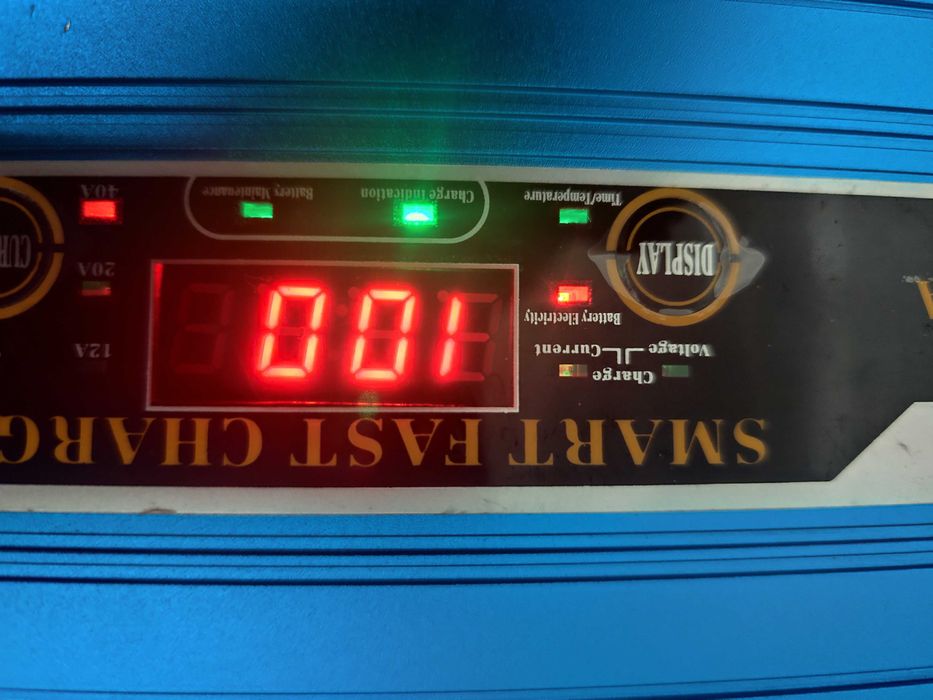 SMART FAST CHARG
Charge
Voltage
Current
12A
Battery Electricity
100
20A
DISPLAY
CUR
Time/Temperature
Charge indication
Battery Maintenance
40A